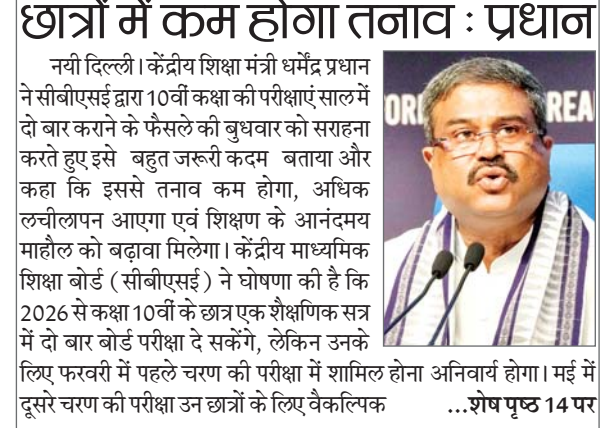 छात्रों में कम होगा तनाव : प्रधान
नयी दिल्ली। केंद्रीय शिक्षा मंत्री धर्मेंद्र प्रधान
ने सीबीएसई द्वारा 10वीं कक्षा की परीक्षाएं साल में
दो बार कराने के फैसले की बुधवार को सराहना
करते हुए इसे बहुत जरूरी कदम बताया और
कहा कि इससे तनाव कम होगा, अधिक
लचीलापन आएगा एवं शिक्षण के आनंदमय
माहौल को बढ़ावा मिलेगा। केंद्रीय माध्यमिक
शिक्षा बोर्ड (सीबीएसई) ने घोषणा की है कि
2026 से कक्षा 10वीं के छात्र एक शैक्षणिक सत्र
में दो बार बोर्ड परीक्षा दे सकेंगे, लेकिन उनके
लिए फरवरी में पहले चरण की परीक्षा में शामिल होना अनिवार्य होगा। मई में
दूसरे चरण की परीक्षा उन छात्रों के लिए वैकल्पिक ...शेष पृष्ठ 14 पर